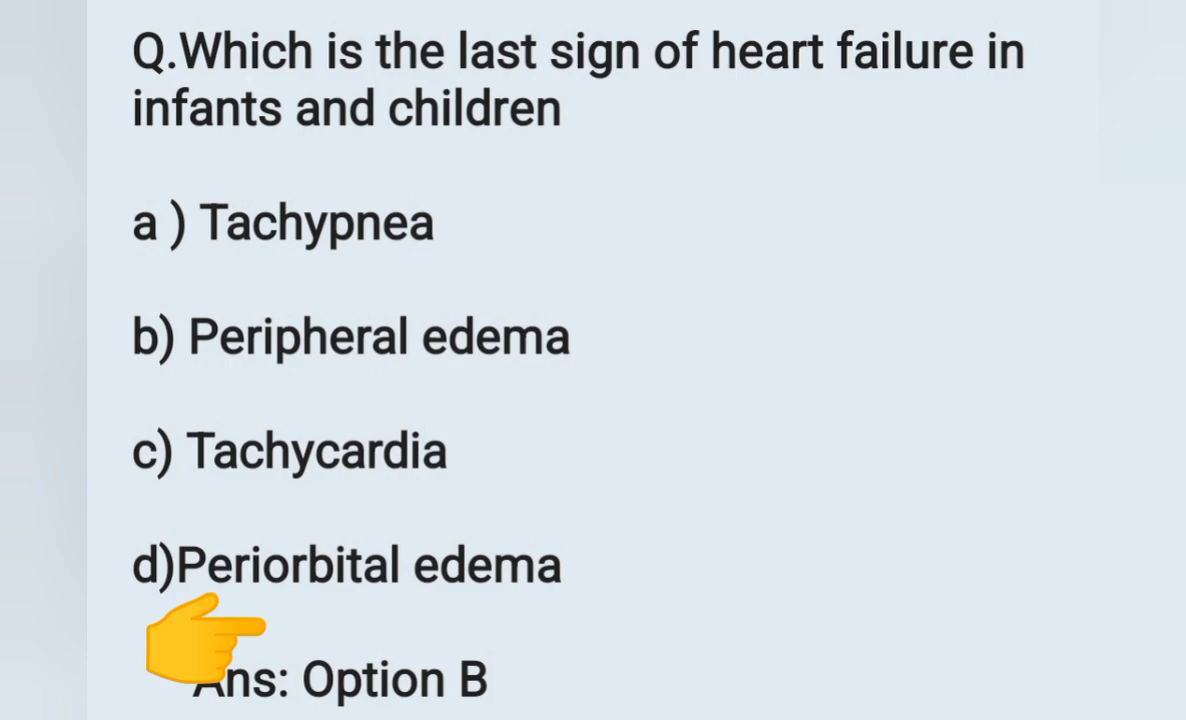 Q.Which is the last sign of heart failure in
infants and children
a ) Tachypnea
b) Peripheral edema
c) Tachycardia
d)Periorbital edema
Ans: Option B